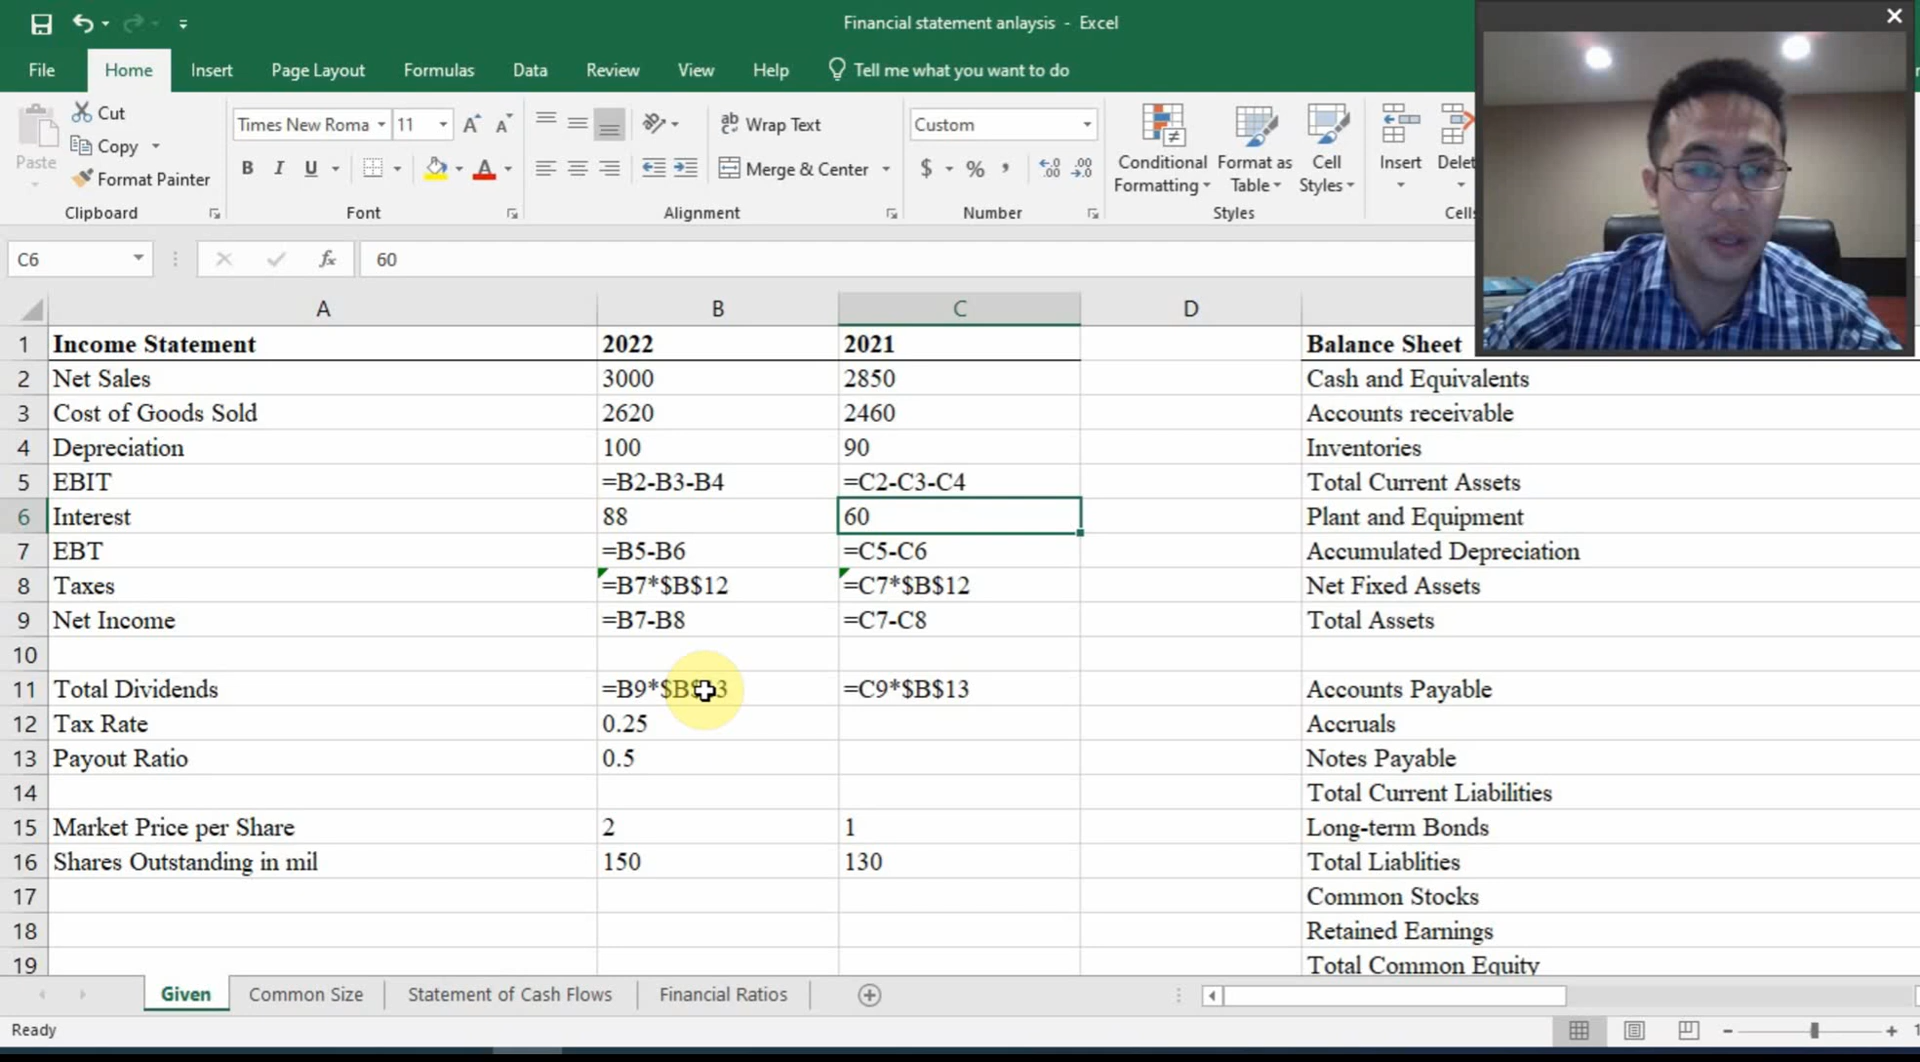 Financial statement anlaysis - Excel
File Home Insert Page Layout Formulas Data Review View Help Tell me what you want to do
Paste
Cut
Copy
Format Painter
Clipboard
Times New Roma 11
B I U
Font
Wrap Text
Merge & Center
Alignment
Custom
$ %
Number
Conditional Formatting
Format as Table
Cell Styles
Styles
Insert
C6 fx 60
A B C D
1 Income Statement 2022 2021 Balance Sheet
2 Net Sales 3000 2850 Cash and Equivalents
3 Cost of Goods Sold 2620 2460 Accounts receivable
4 Depreciation 100 90 Inventories
5 EBIT =B2-B3-B4 =C2-C3-C4 Total Current Assets
6 Interest 88 60 Plant and Equipment
7 EBT =B5-B6 =C5-C6 Accumulated Depreciation
8 Taxes =B7*$B$12 =C7*$B$12 Net Fixed Assets
9 Net Income =B7-B8 =C7-C8 Total Assets
10
11 Total Dividends =C9*$B$13 Accounts Payable
12 Tax Rate 0.25 Accruals
13 Payout Ratio 0.5 Notes Payable
14 Total Current Liabilities
15 Market Price per Share 2 1 Long-term Bonds
16 Shares Outstanding in mil 150 130 Total Liablities
17 Common Stocks
18 Retained Earnings
19 Total Common Equity
Given Common Size Statement of Cash Flows Financial Ratios
Ready